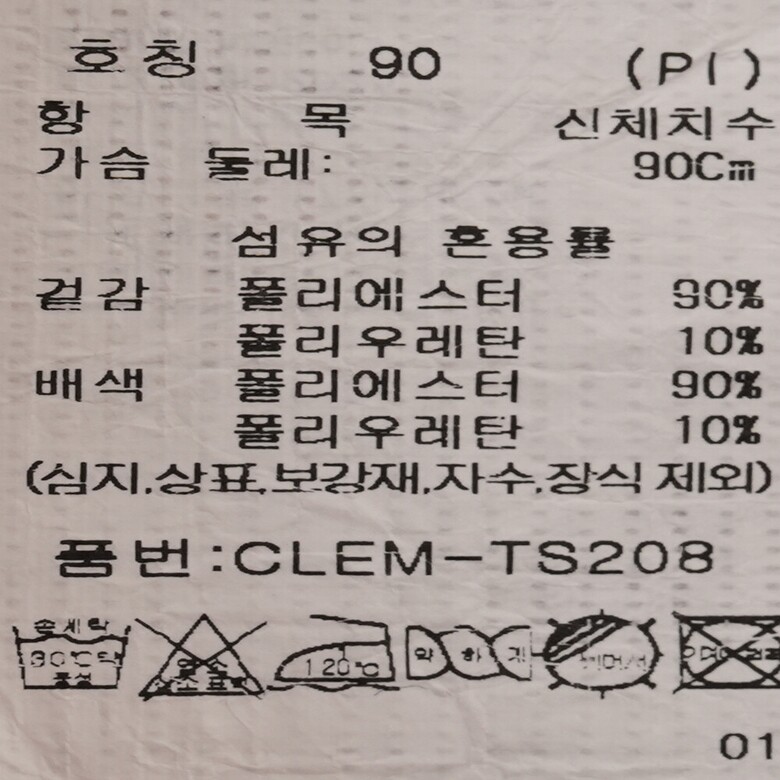 호칭 90 (PI)
항 목 신체치수
가슴 둘레: 90Cm
섬유의 혼용률
겉감 폴리에스터 90%
폴리우레탄 10%
배색 폴리에스터 90%
폴리우레탄 10%
(심지,상표,보강재,자수,장식 제외)
품번:CLEM-TS208
손세탁
30℃ 중성
120℃
약하게
01